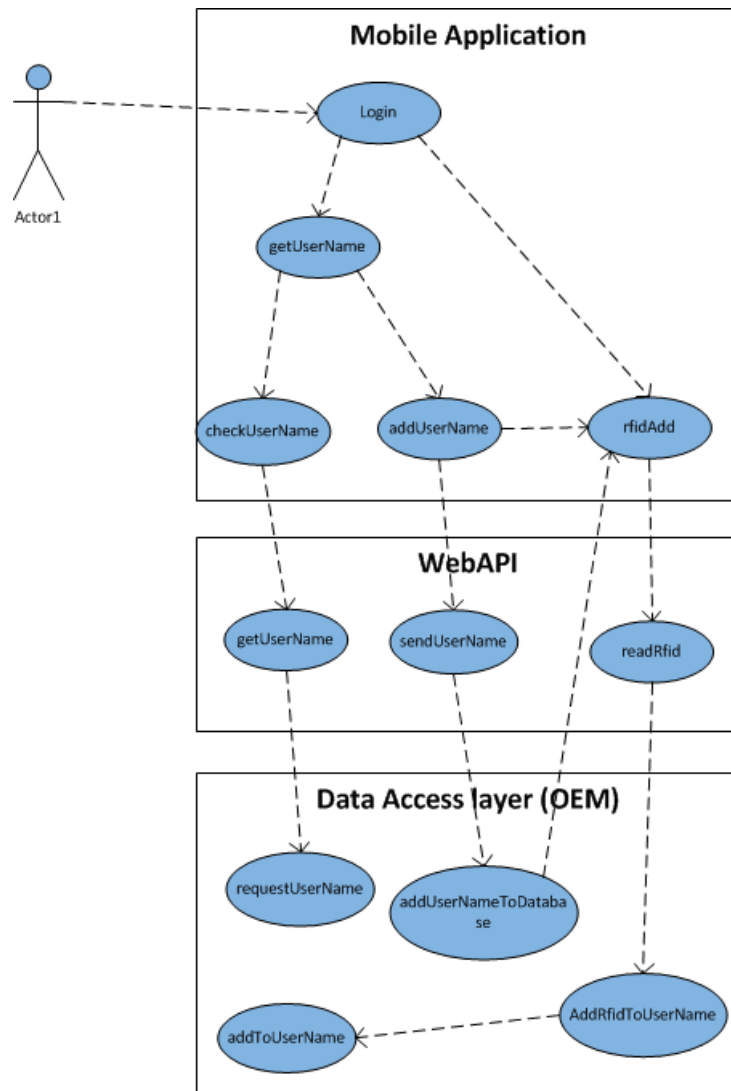 Mobile Application
Login
Actor1
getUserName
checkUserName
addUserName
rfidAdd
WebAPI
getUserName
sendUserName
readRfid
Data Access layer (OEM)
requestUserName
addUserNameToDataba
se
AddRfidToUserName
addToUserName